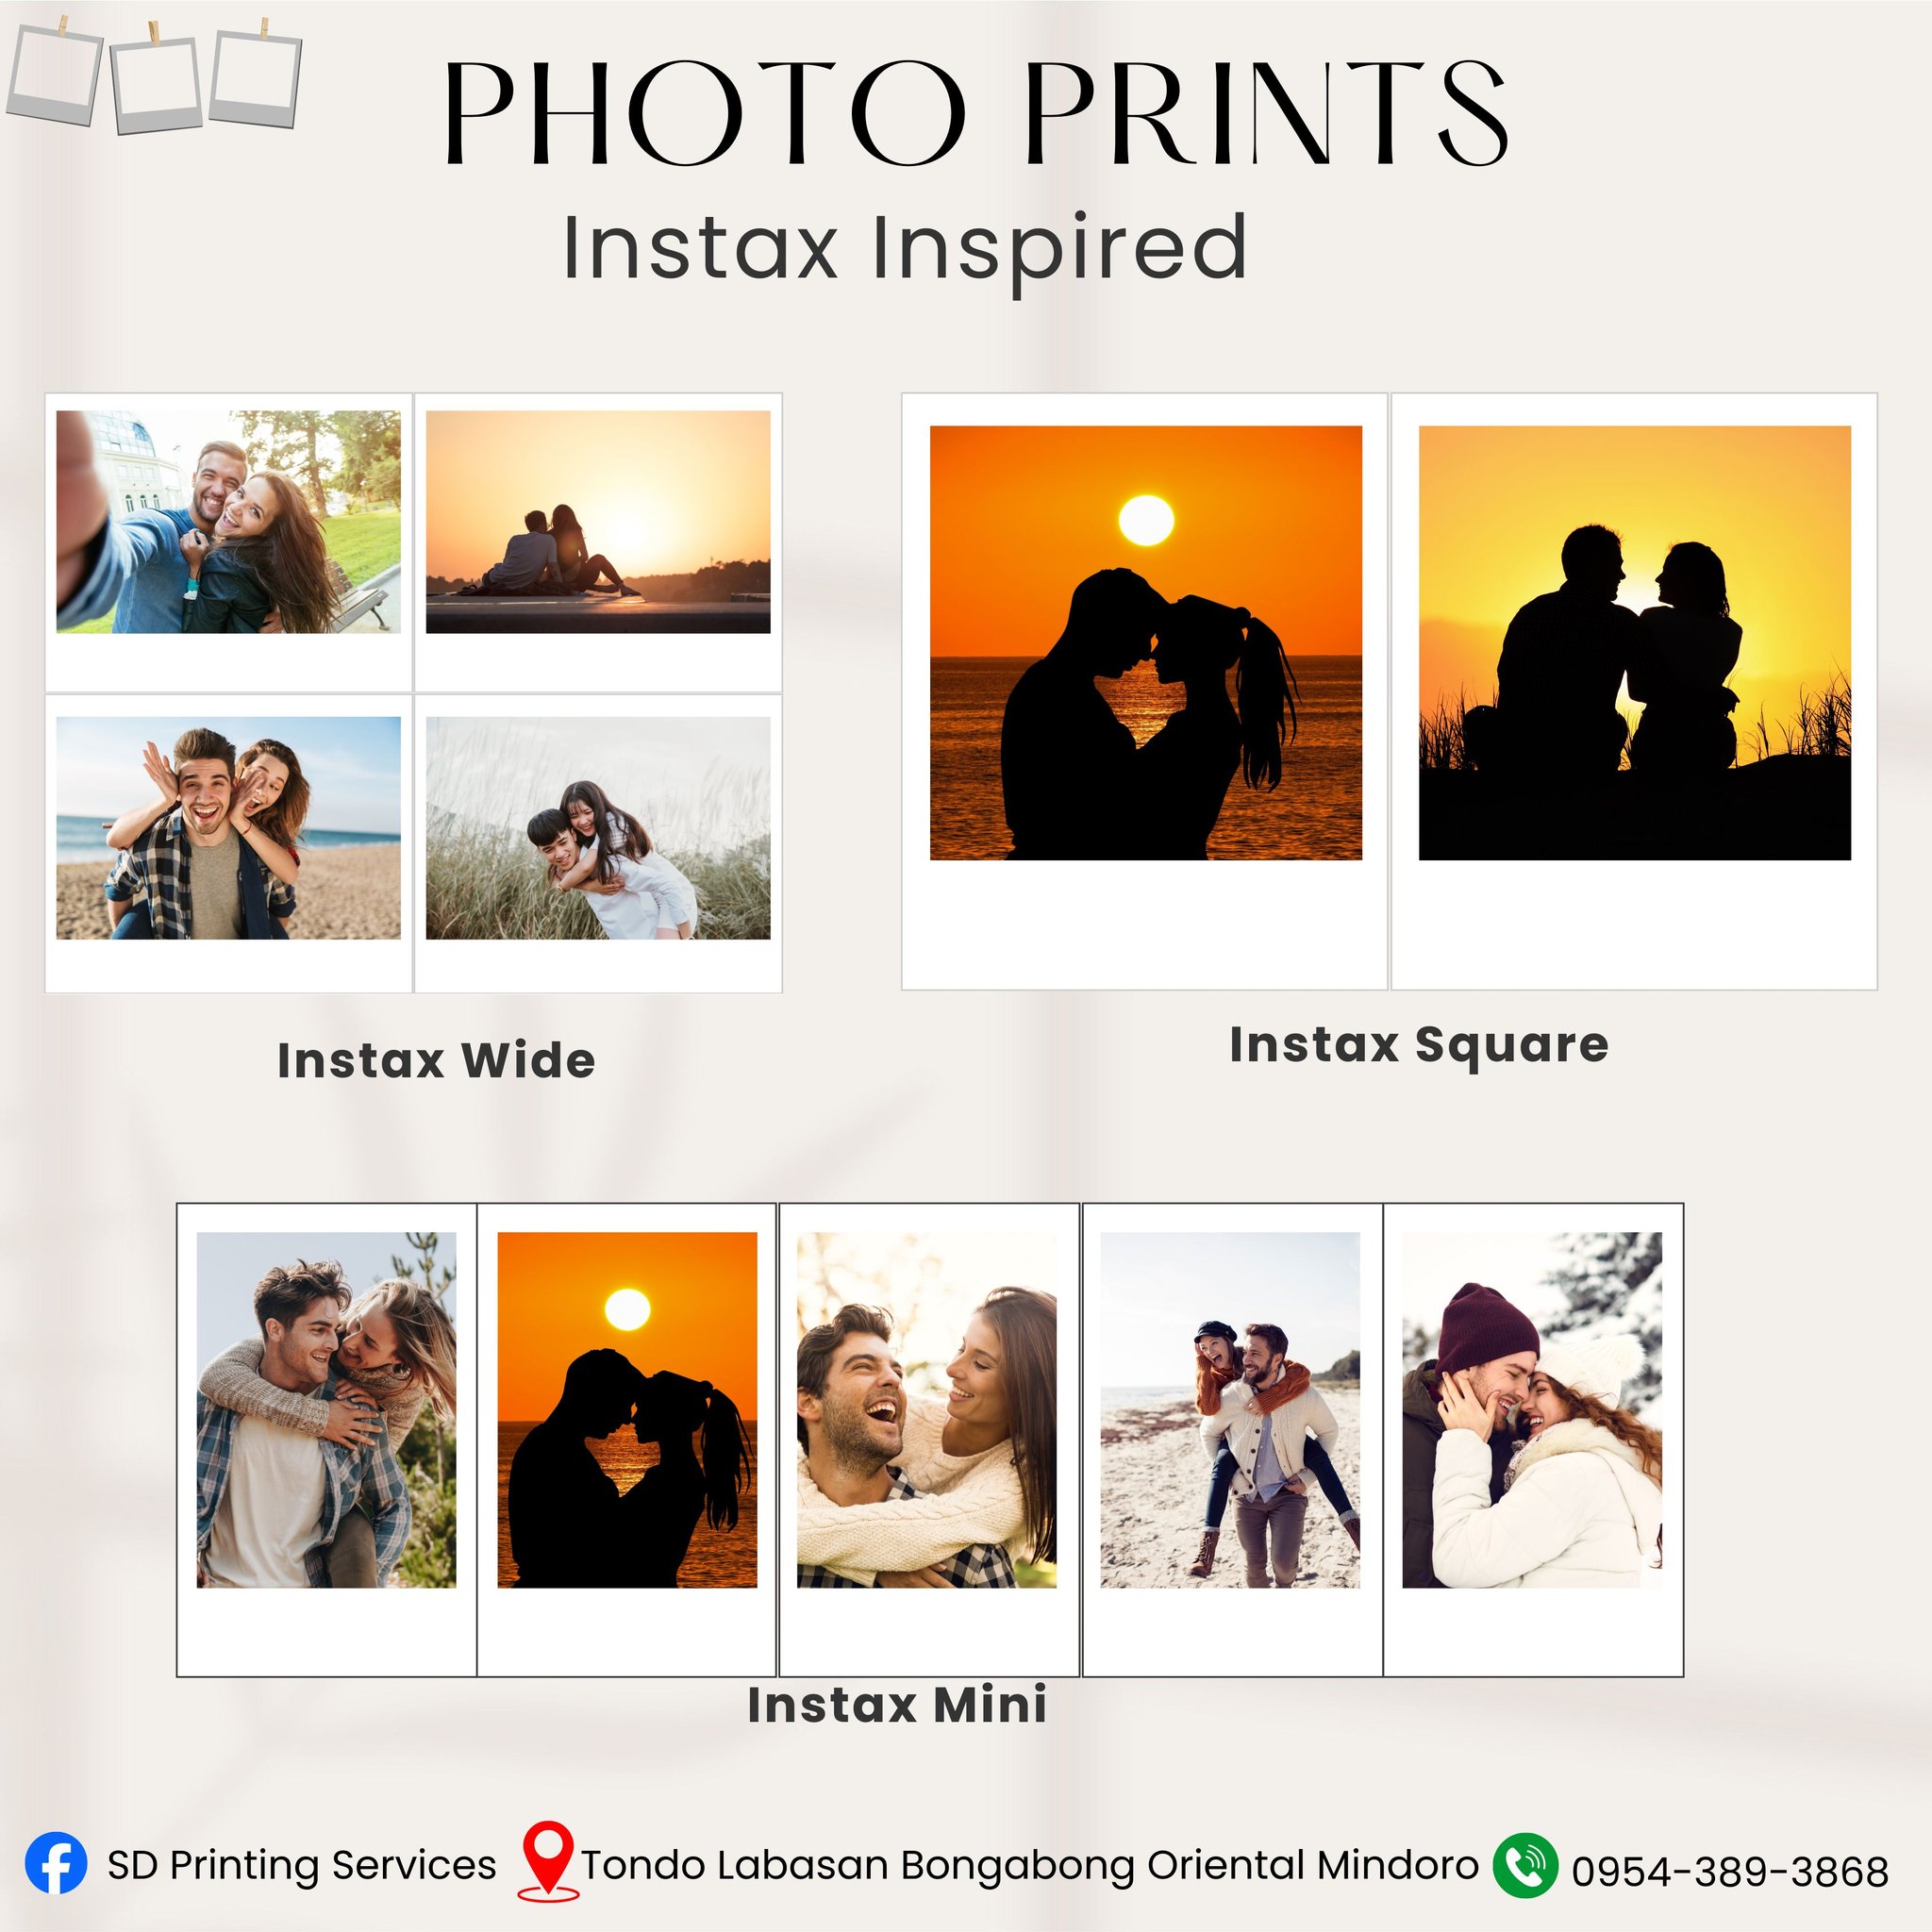 PHOTO PRINTS
Instax Inspired
Instax Wide
Instax Square
Instax Mini
SD Printing Services
Tondo Labasan Bongabong Oriental Mindoro
0954-389-3868